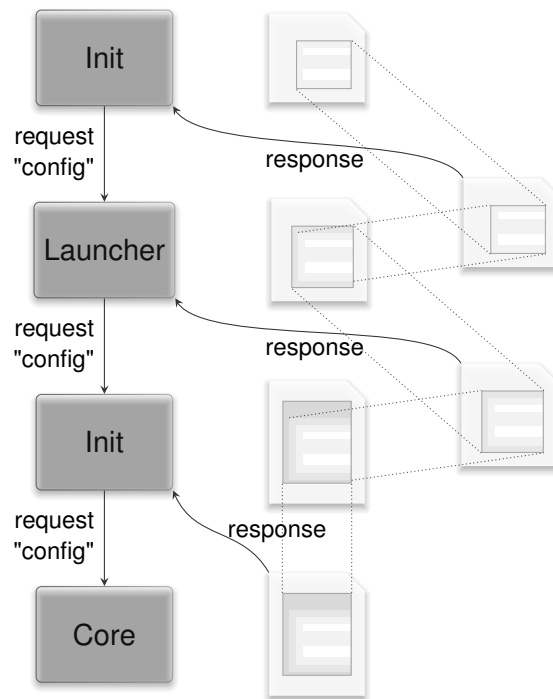 Init
request
"config"
response
Launcher
request
"config"
response
Init
request
"config"
response
Core